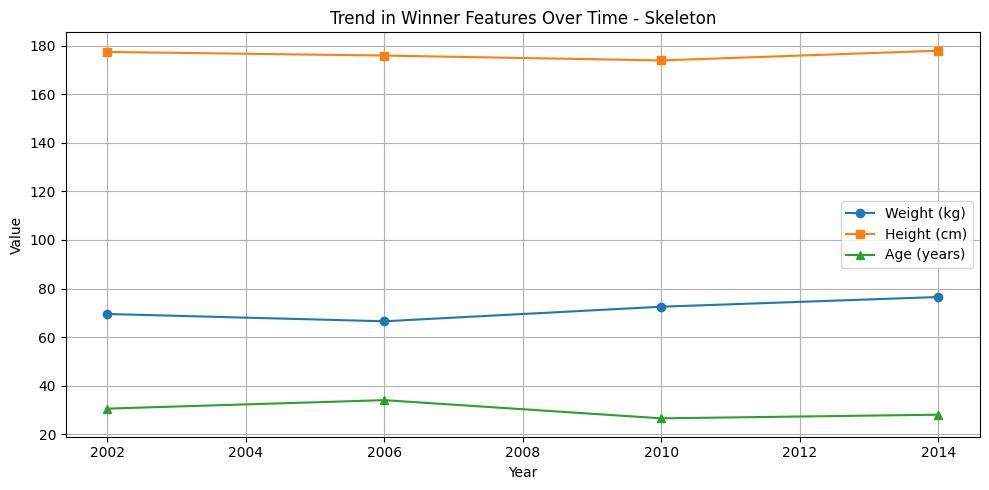 Trend in Winner Features Over Time - Skeleton
180
160
140
120
100
80
60
40
20
Value
Weight (kg)
Height (cm)
Age (years)
2002 2004 2006 2008 2010 2012 2014
Year